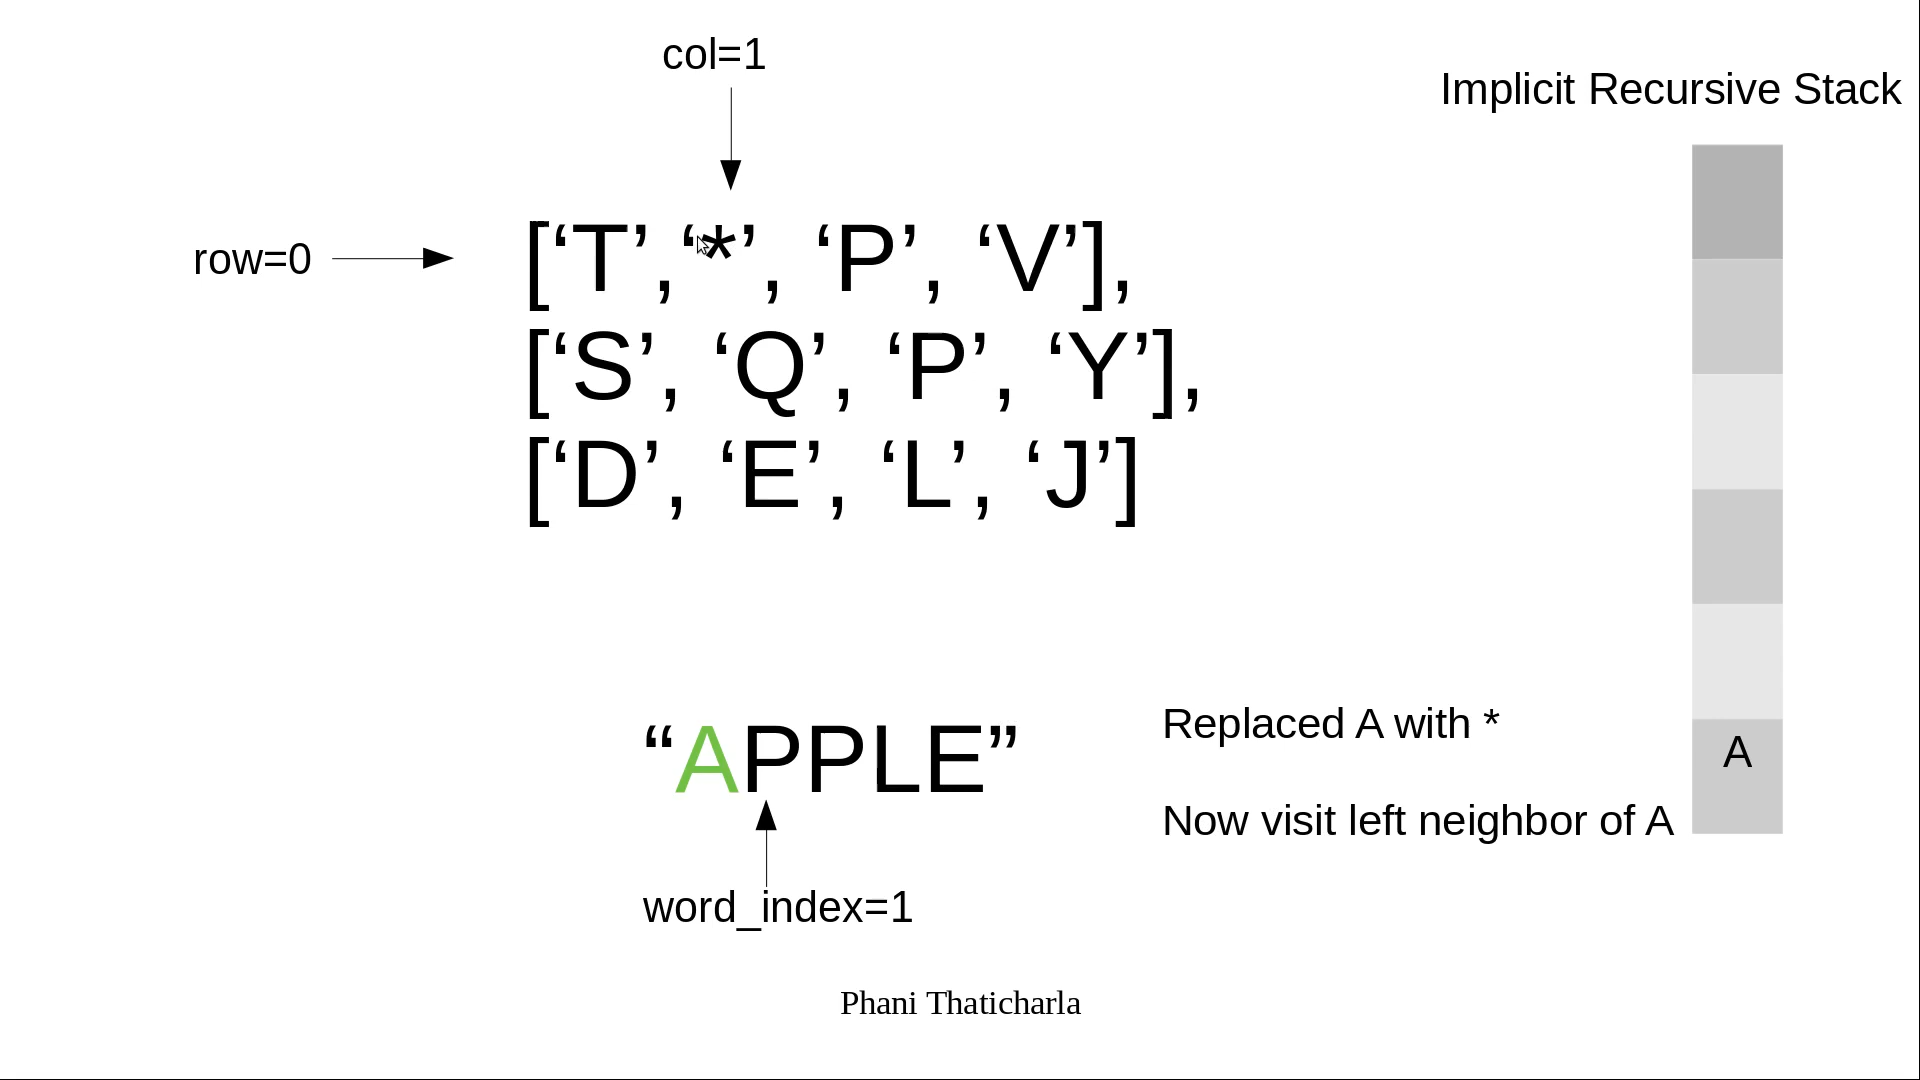 col=1
Implicit Recursive Stack
row=0
[‘T’,‘*’, ‘P’, ‘V’],
[‘S’, ‘Q’, ‘P’, ‘Y’],
[‘D’, ‘E’, ‘L’, ‘J’]
“APPLE”
Replaced A with *
A
Now visit left neighbor of A
word_index=1
Phani Thaticharla